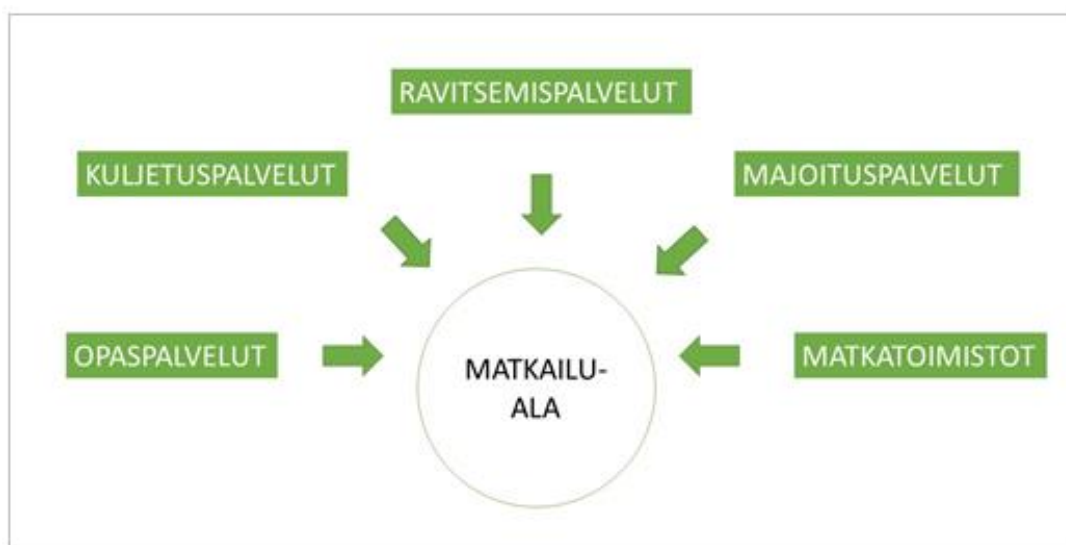 RAVITSEMISPALVELUT
KULJETUSPALVELUT
MAJOITUSPALVELUT
OPASPALVELUT
MATKAILU-
ALA
MATKATOIMISTOT